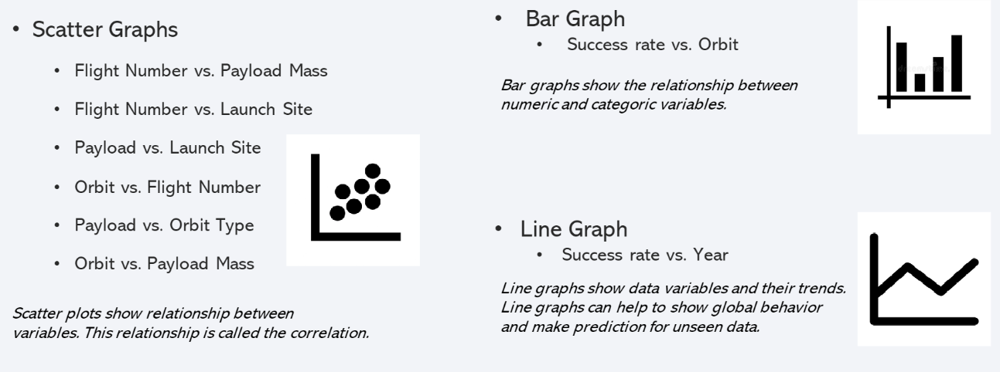 Scatter Graphs
Flight Number vs. Payload Mass
Flight Number vs. Launch Site
Payload vs. Launch Site
Orbit vs. Flight Number
Payload vs. Orbit Type
Orbit vs. Payload Mass
Scatter plots show relationship between
variables. This relationship is called the correlation.
Bar Graph
Success rate vs. Orbit
Bar graphs show the relationship between
numeric and categoric variables.
Line Graph
Success rate vs. Year
Line graphs show data variables and their trends.
Line graphs can help to show global behavior
and make prediction for unseen data.